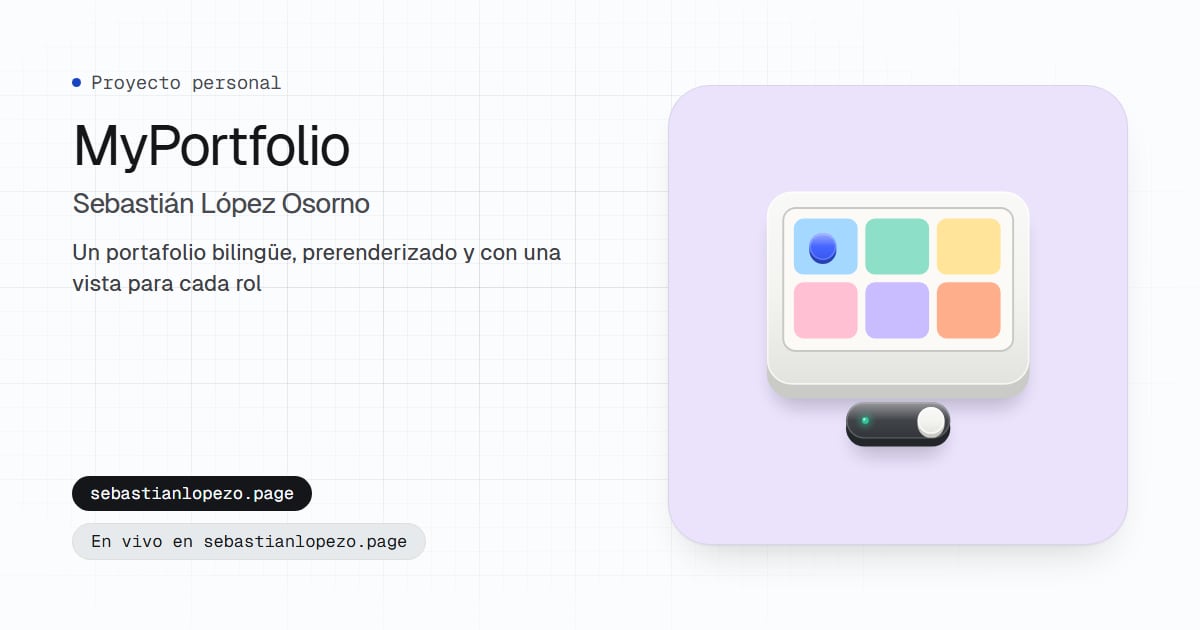 Proyecto personal
MyPortfolio
Sebastián López Osorno
Un portafolio bilingüe, prerenderizado y con una
vista para cada rol
sebastianlopezo.page
En vivo en sebastianlopezo.page